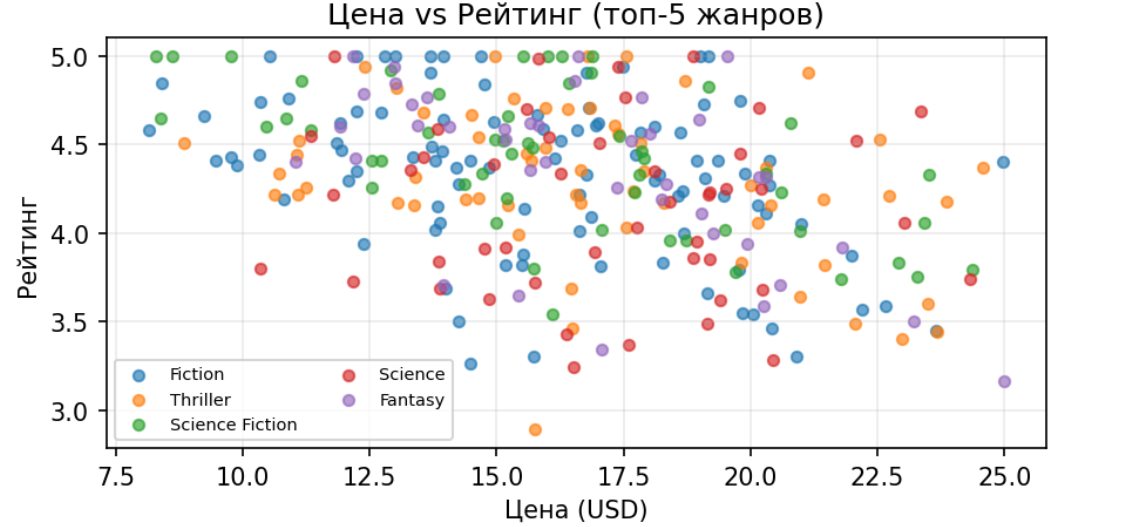 Цена vs Рейтинг (топ-5 жанров)
5.0
4.5
4.0
3.5
3.0
Рейтинг
Fiction
Thriller
Science Fiction
Science
Fantasy
7.5 10.0 12.5 15.0 17.5 20.0 22.5 25.0
Цена (USD)